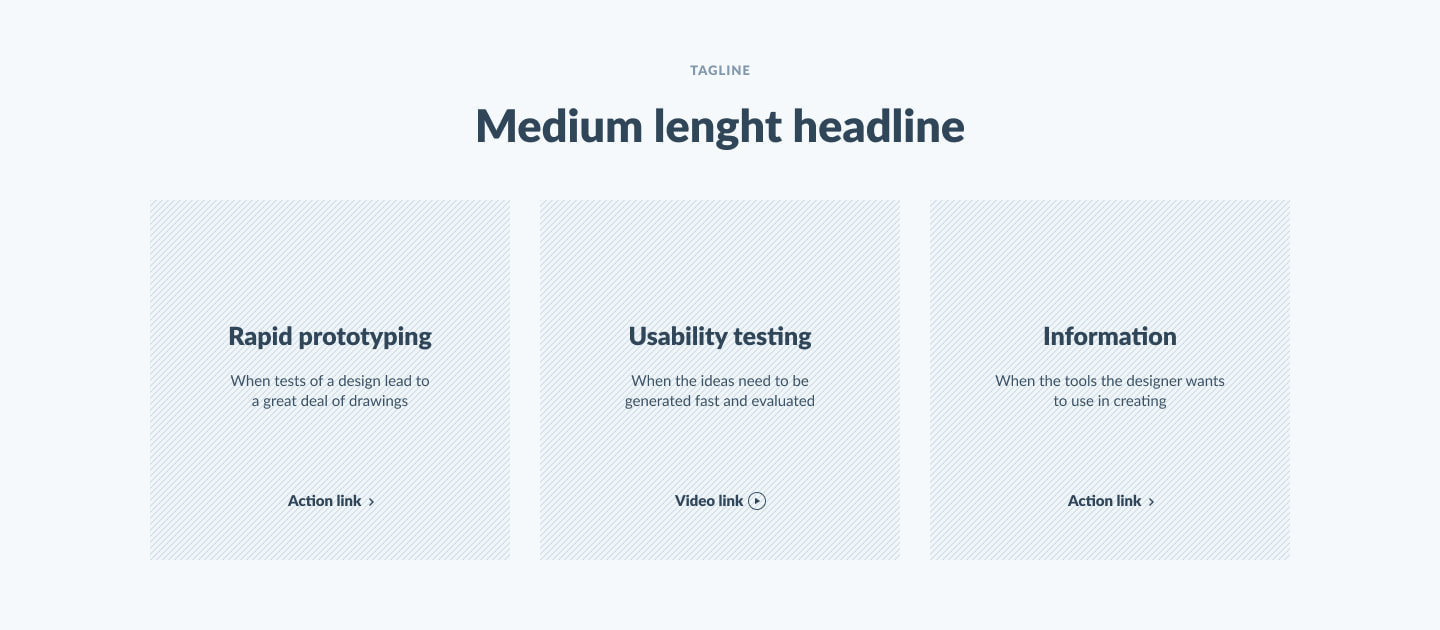 TAGLINE
Medium lenght headline
Rapid prototyping
When tests of a design lead to
a great deal of drawings
Action link
Usability testing
When the ideas need to be
generated fast and evaluated
Video link
Information
When the tools the designer wants
to use in creating
Action link